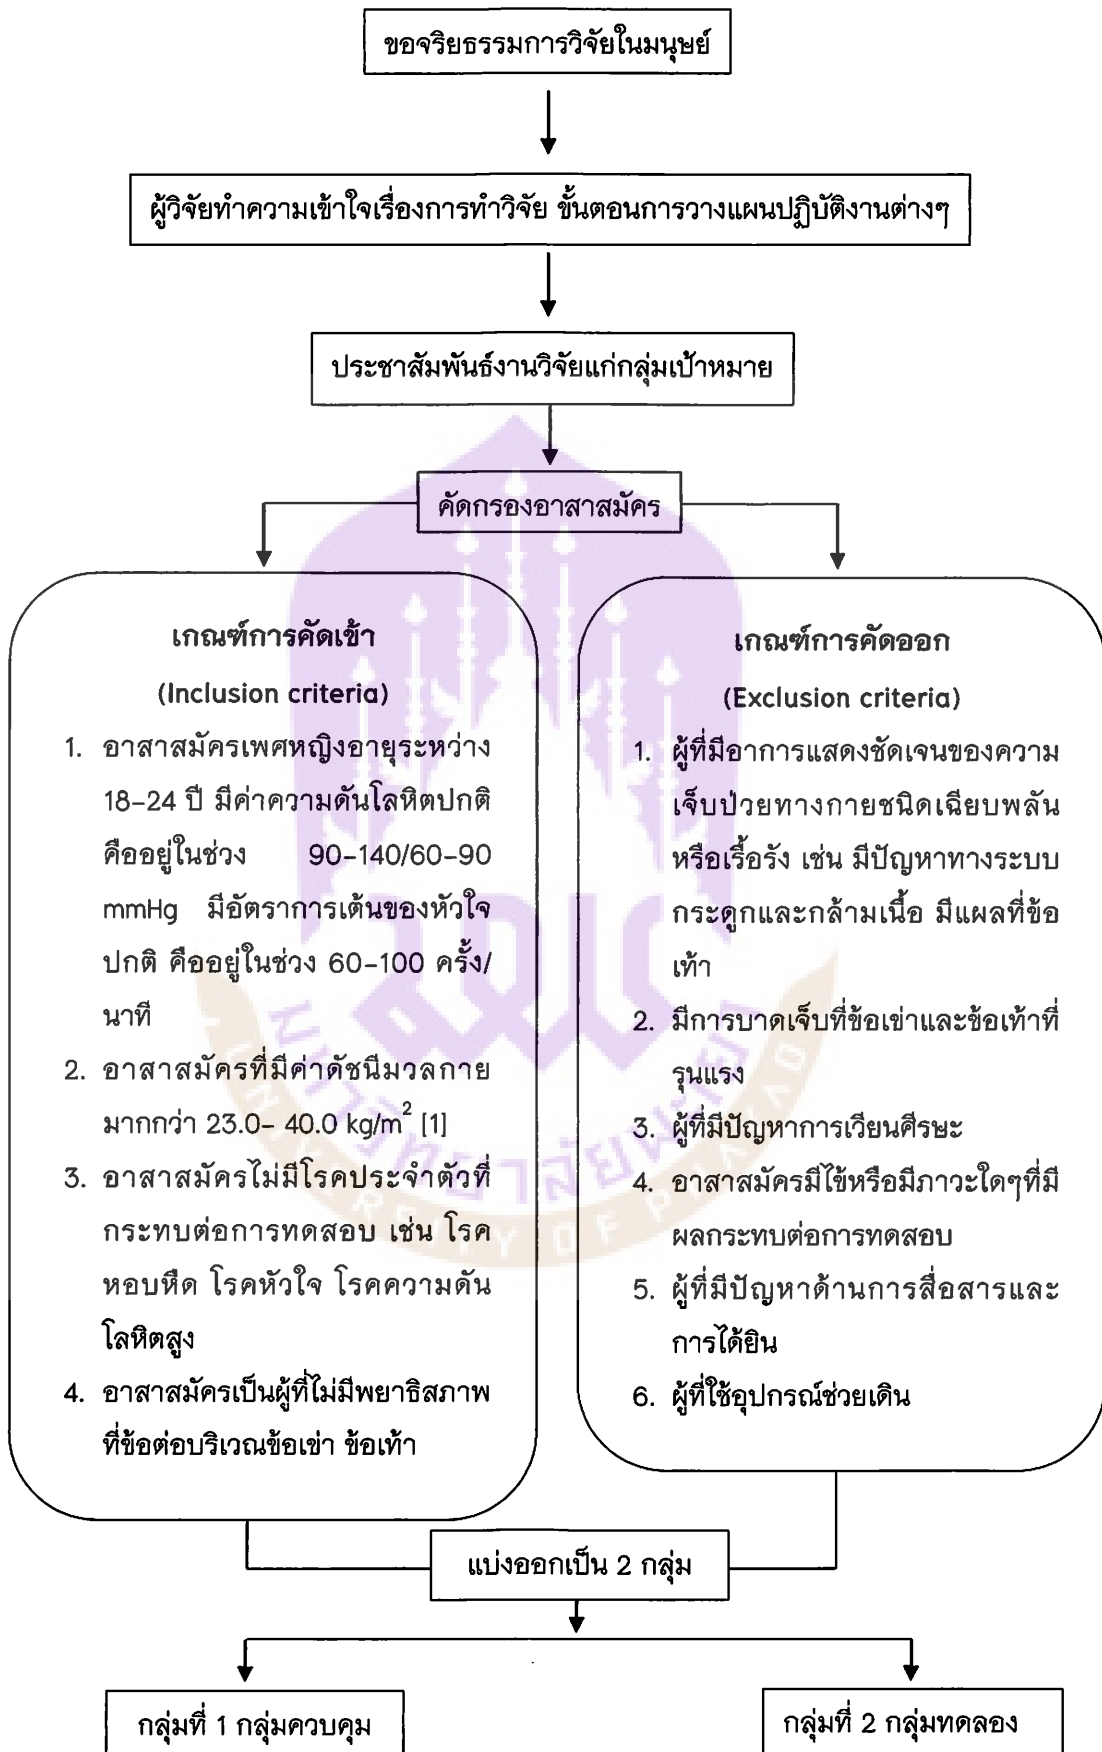 ขอจริยธรรมการวิจัยในมนุษย์
ผู้วิจัยทำความเข้าใจเรื่องการทำวิจัย ขั้นตอนการวางแผนปฏิบัติงานต่างๆ
ประชาสัมพันธ์งานวิจัยแก่กลุ่มเป้าหมาย
คัดกรองอาสาสมัคร
เกณฑ์การคัดเข้า
(Inclusion criteria)
1. อาสาสมัครเพศหญิงอายุระหว่าง
18-24 ปี มีค่าความดันโลหิตปกติ
คืออยู่ในช่วง 90-140/60-90
mmHg มีอัตราการเต้นของหัวใจ
ปกติ คืออยู่ในช่วง 60-100 ครั้ง/
นาที
2. อาสาสมัครที่มีค่าดัชนีมวลกาย
มากกว่า 23.0- 40.0 kg/m² [1]
3. อาสาสมัครไม่มีโรคประจำตัวที่
กระทบต่อการทดสอบ เช่น โรค
หอบหืด โรคหัวใจ โรคความดัน
โลหิตสูง
4. อาสาสมัครเป็นผู้ที่ไม่มีพยาธิสภาพ
ที่ข้อต่อบริเวณข้อเข่า ข้อเท้า
เกณฑ์การคัดออก
(Exclusion criteria)
1. ผู้ที่มีอาการแสดงชัดเจนของความ
เจ็บป่วยทางกายชนิดเฉียบพลัน
หรือเรื้อรัง เช่น มีปัญหาทางระบบ
กระดูกและกล้ามเนื้อ มีแผลที่ข้อ
เท้า
2. มีการบาดเจ็บที่ข้อเข่าและข้อเท้าที่
รุนแรง
3. ผู้ที่มีปัญหาการเวียนศีรษะ
4. อาสาสมัครมีไข้หรือมีภาวะใดๆที่มี
ผลกระทบต่อการทดสอบ
5. ผู้ที่มีปัญหาด้านการสื่อสารและ
การได้ยิน
6. ผู้ที่ใช้อุปกรณ์ช่วยเดิน
มหาวิทยาลัยพะเยา
UNIVERSITY OF PHAYAO
แบ่งออกเป็น 2 กลุ่ม
กลุ่มที่ 1 กลุ่มควบคุม
กลุ่มที่ 2 กลุ่มทดลอง